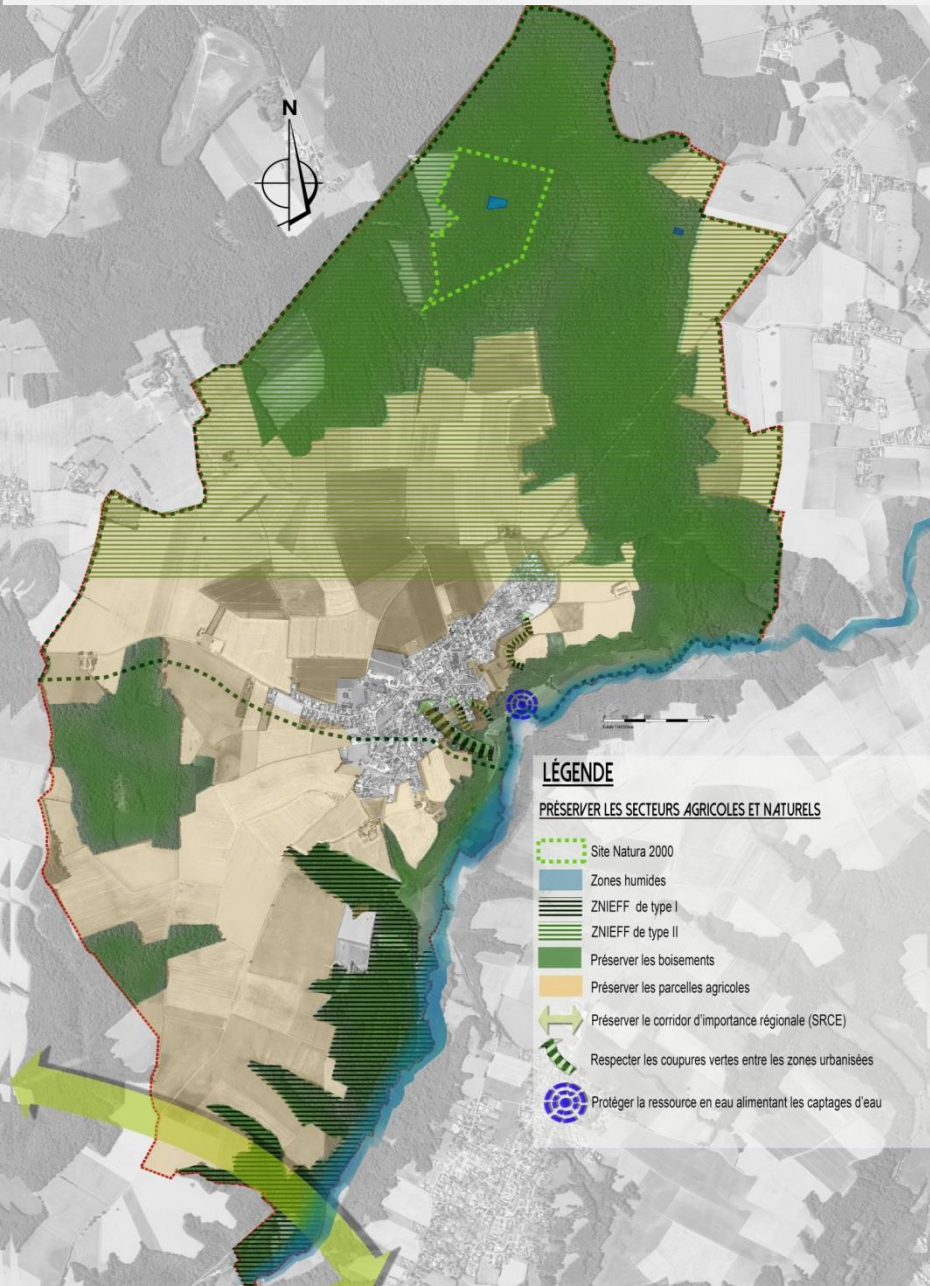 N
LÉGENDE
PRÉSERVER LES SECTEURS AGRICOLES ET NATURELS
Site Natura 2000
Zones humides
ZNIEFF de type I
ZNIEFF de type II
Préserver les boisements
Préserver les parcelles agricoles
Préserver le corridor d'importance régionale (SRCE)
Respecter les coupures vertes entre les zones urbanisées
Protéger la ressource en eau alimentant les captages d'eau